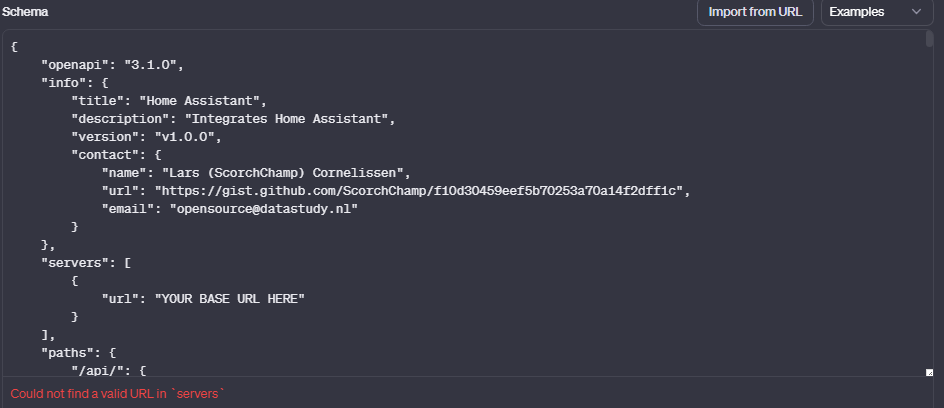 Schema
Import from URL
Examples
{
    "openapi": "3.1.0",
    "info": {
        "title": "Home Assistant",
        "description": "Integrates Home Assistant",
        "version": "v1.0.0",
        "contact": {
            "name": "Lars (ScorchChamp) Cornelissen",
            "url": "https://gist.github.com/ScorchChamp/f10d30459eef5b70253a70a14f2dff1c",
            "email": "opensource@datastudy.nl"
        }
    },
    "servers": [
        {
            "url": "YOUR BASE URL HERE"
        }
    ],
    "paths": {
        "/api/": {
Could not find a valid URL in `servers`